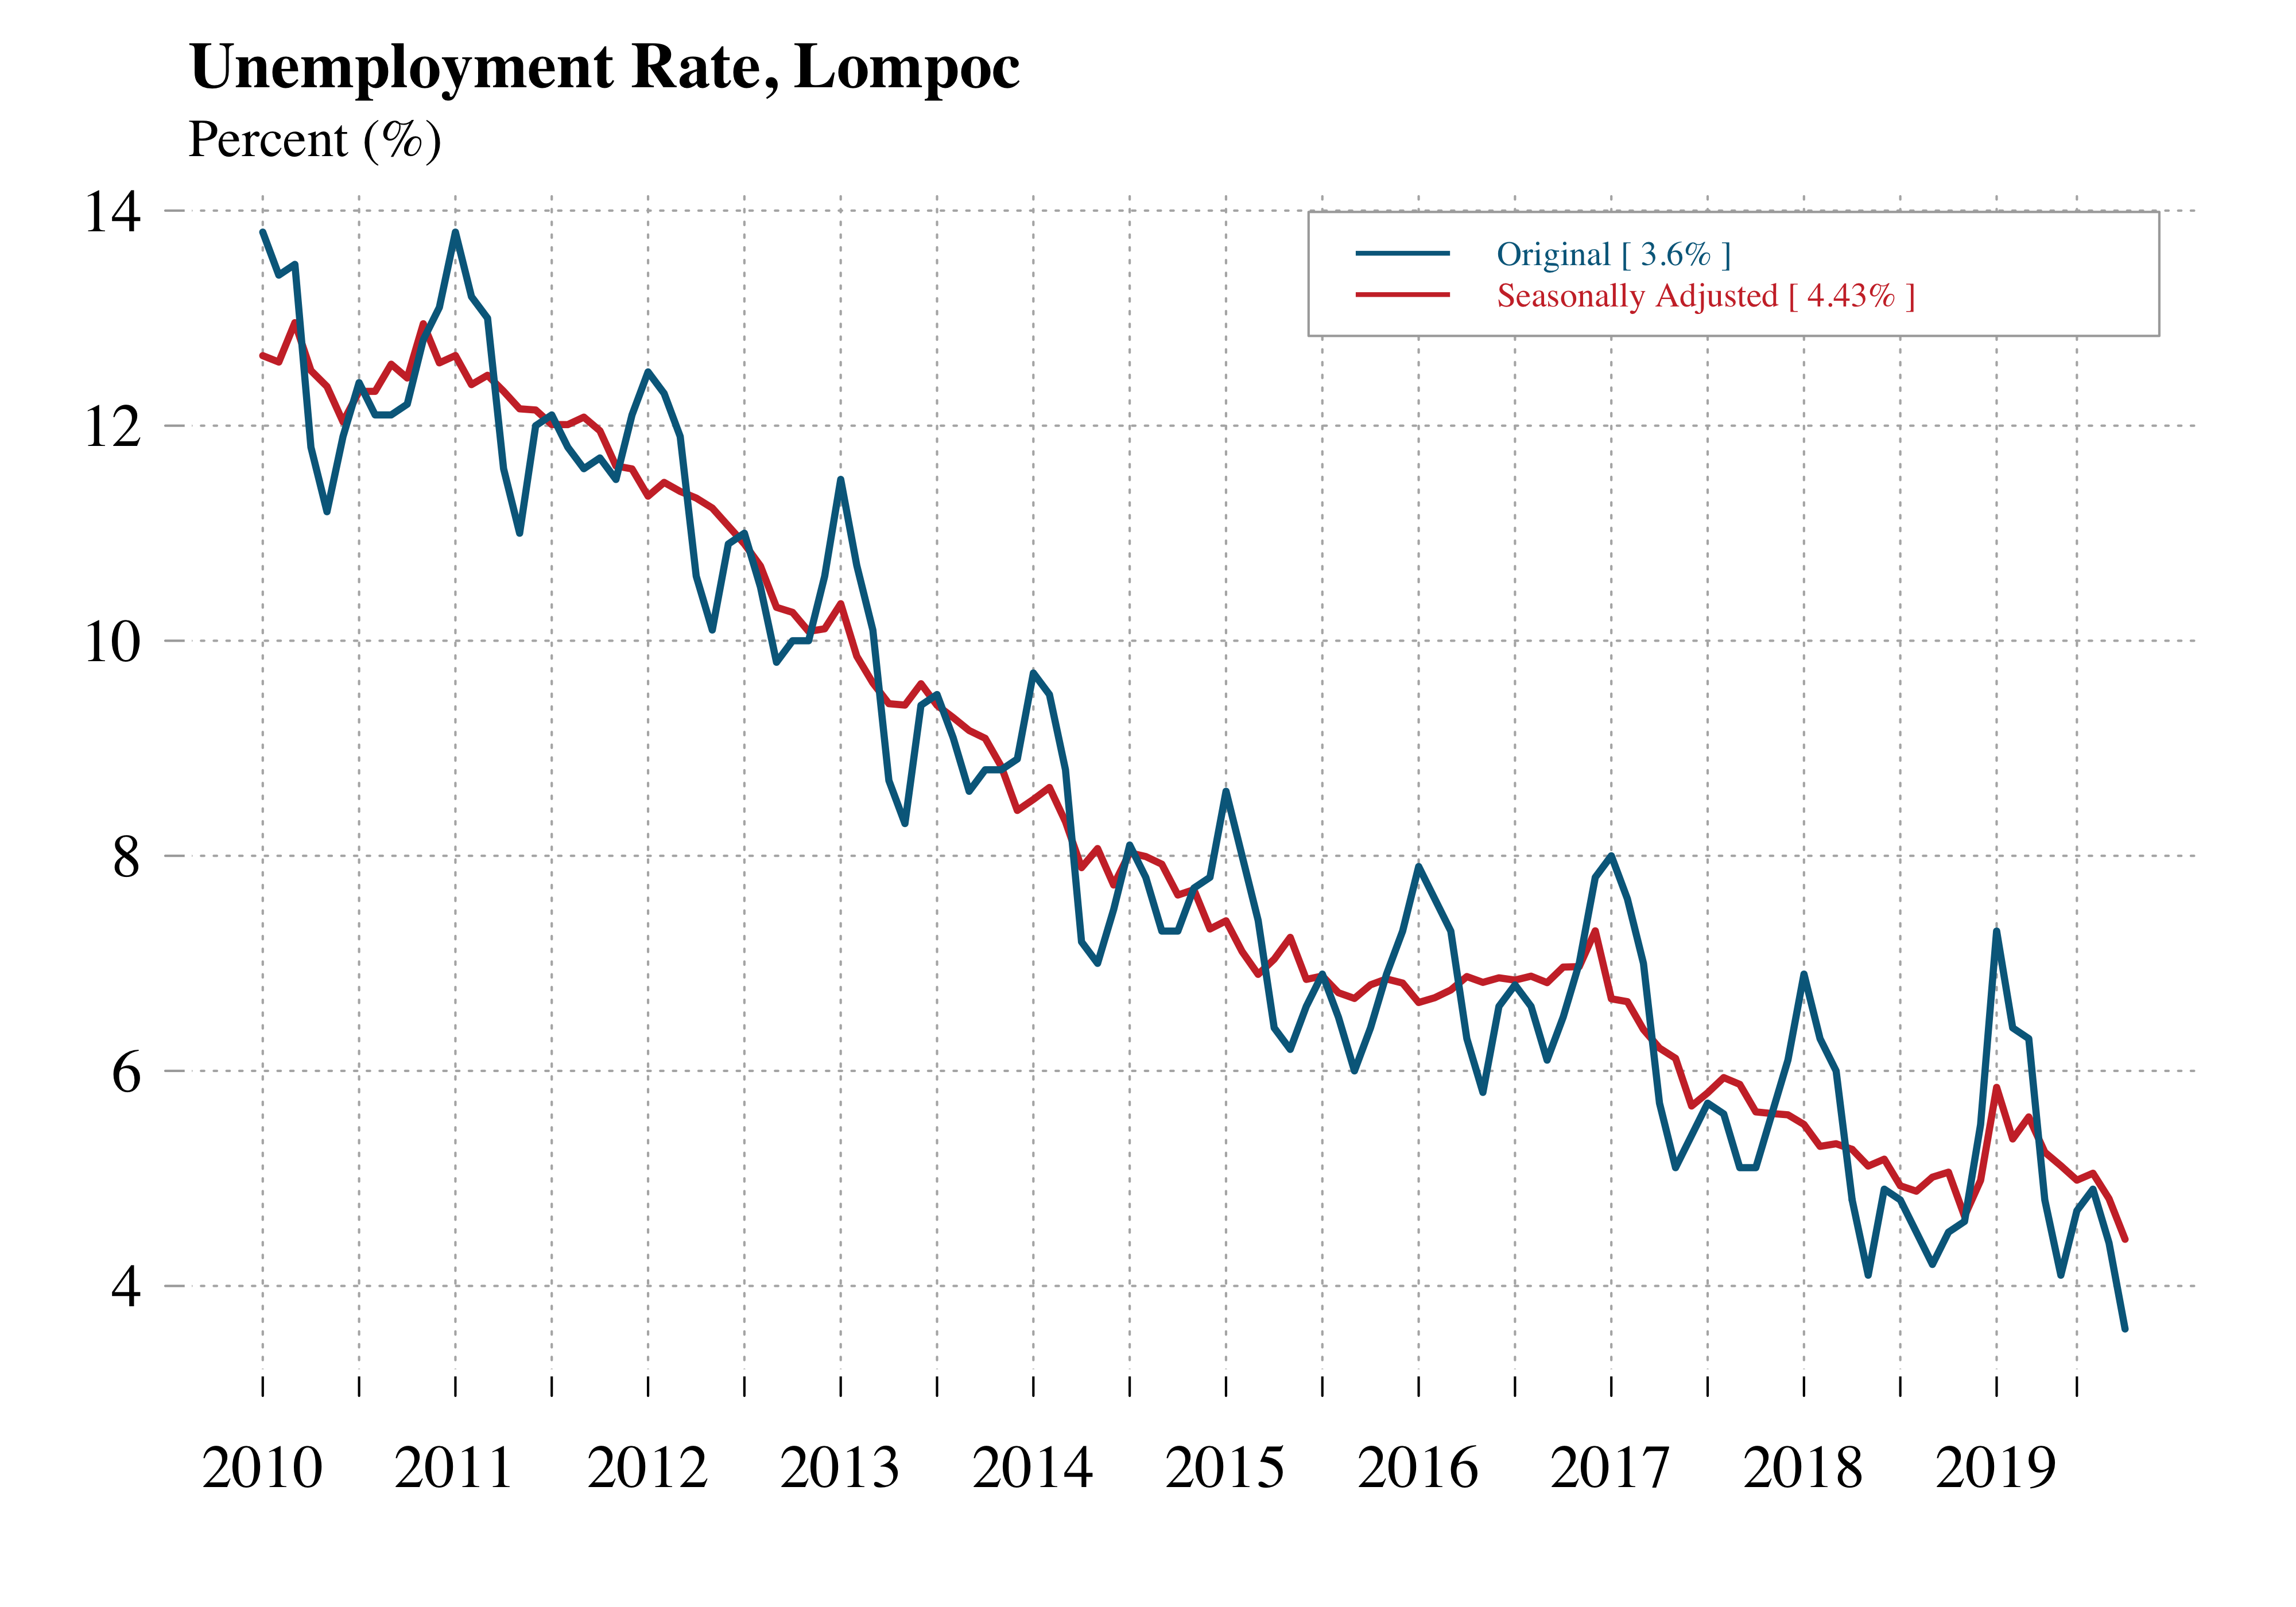 Unemployment Rate, Lompoc
Percent (%)
14
Original [ 3.6% ]
Seasonally Adjusted [ 4.43% ]
12
10
8
6
4
2010 2011 2012 2013 2014 2015 2016 2017 2018 2019